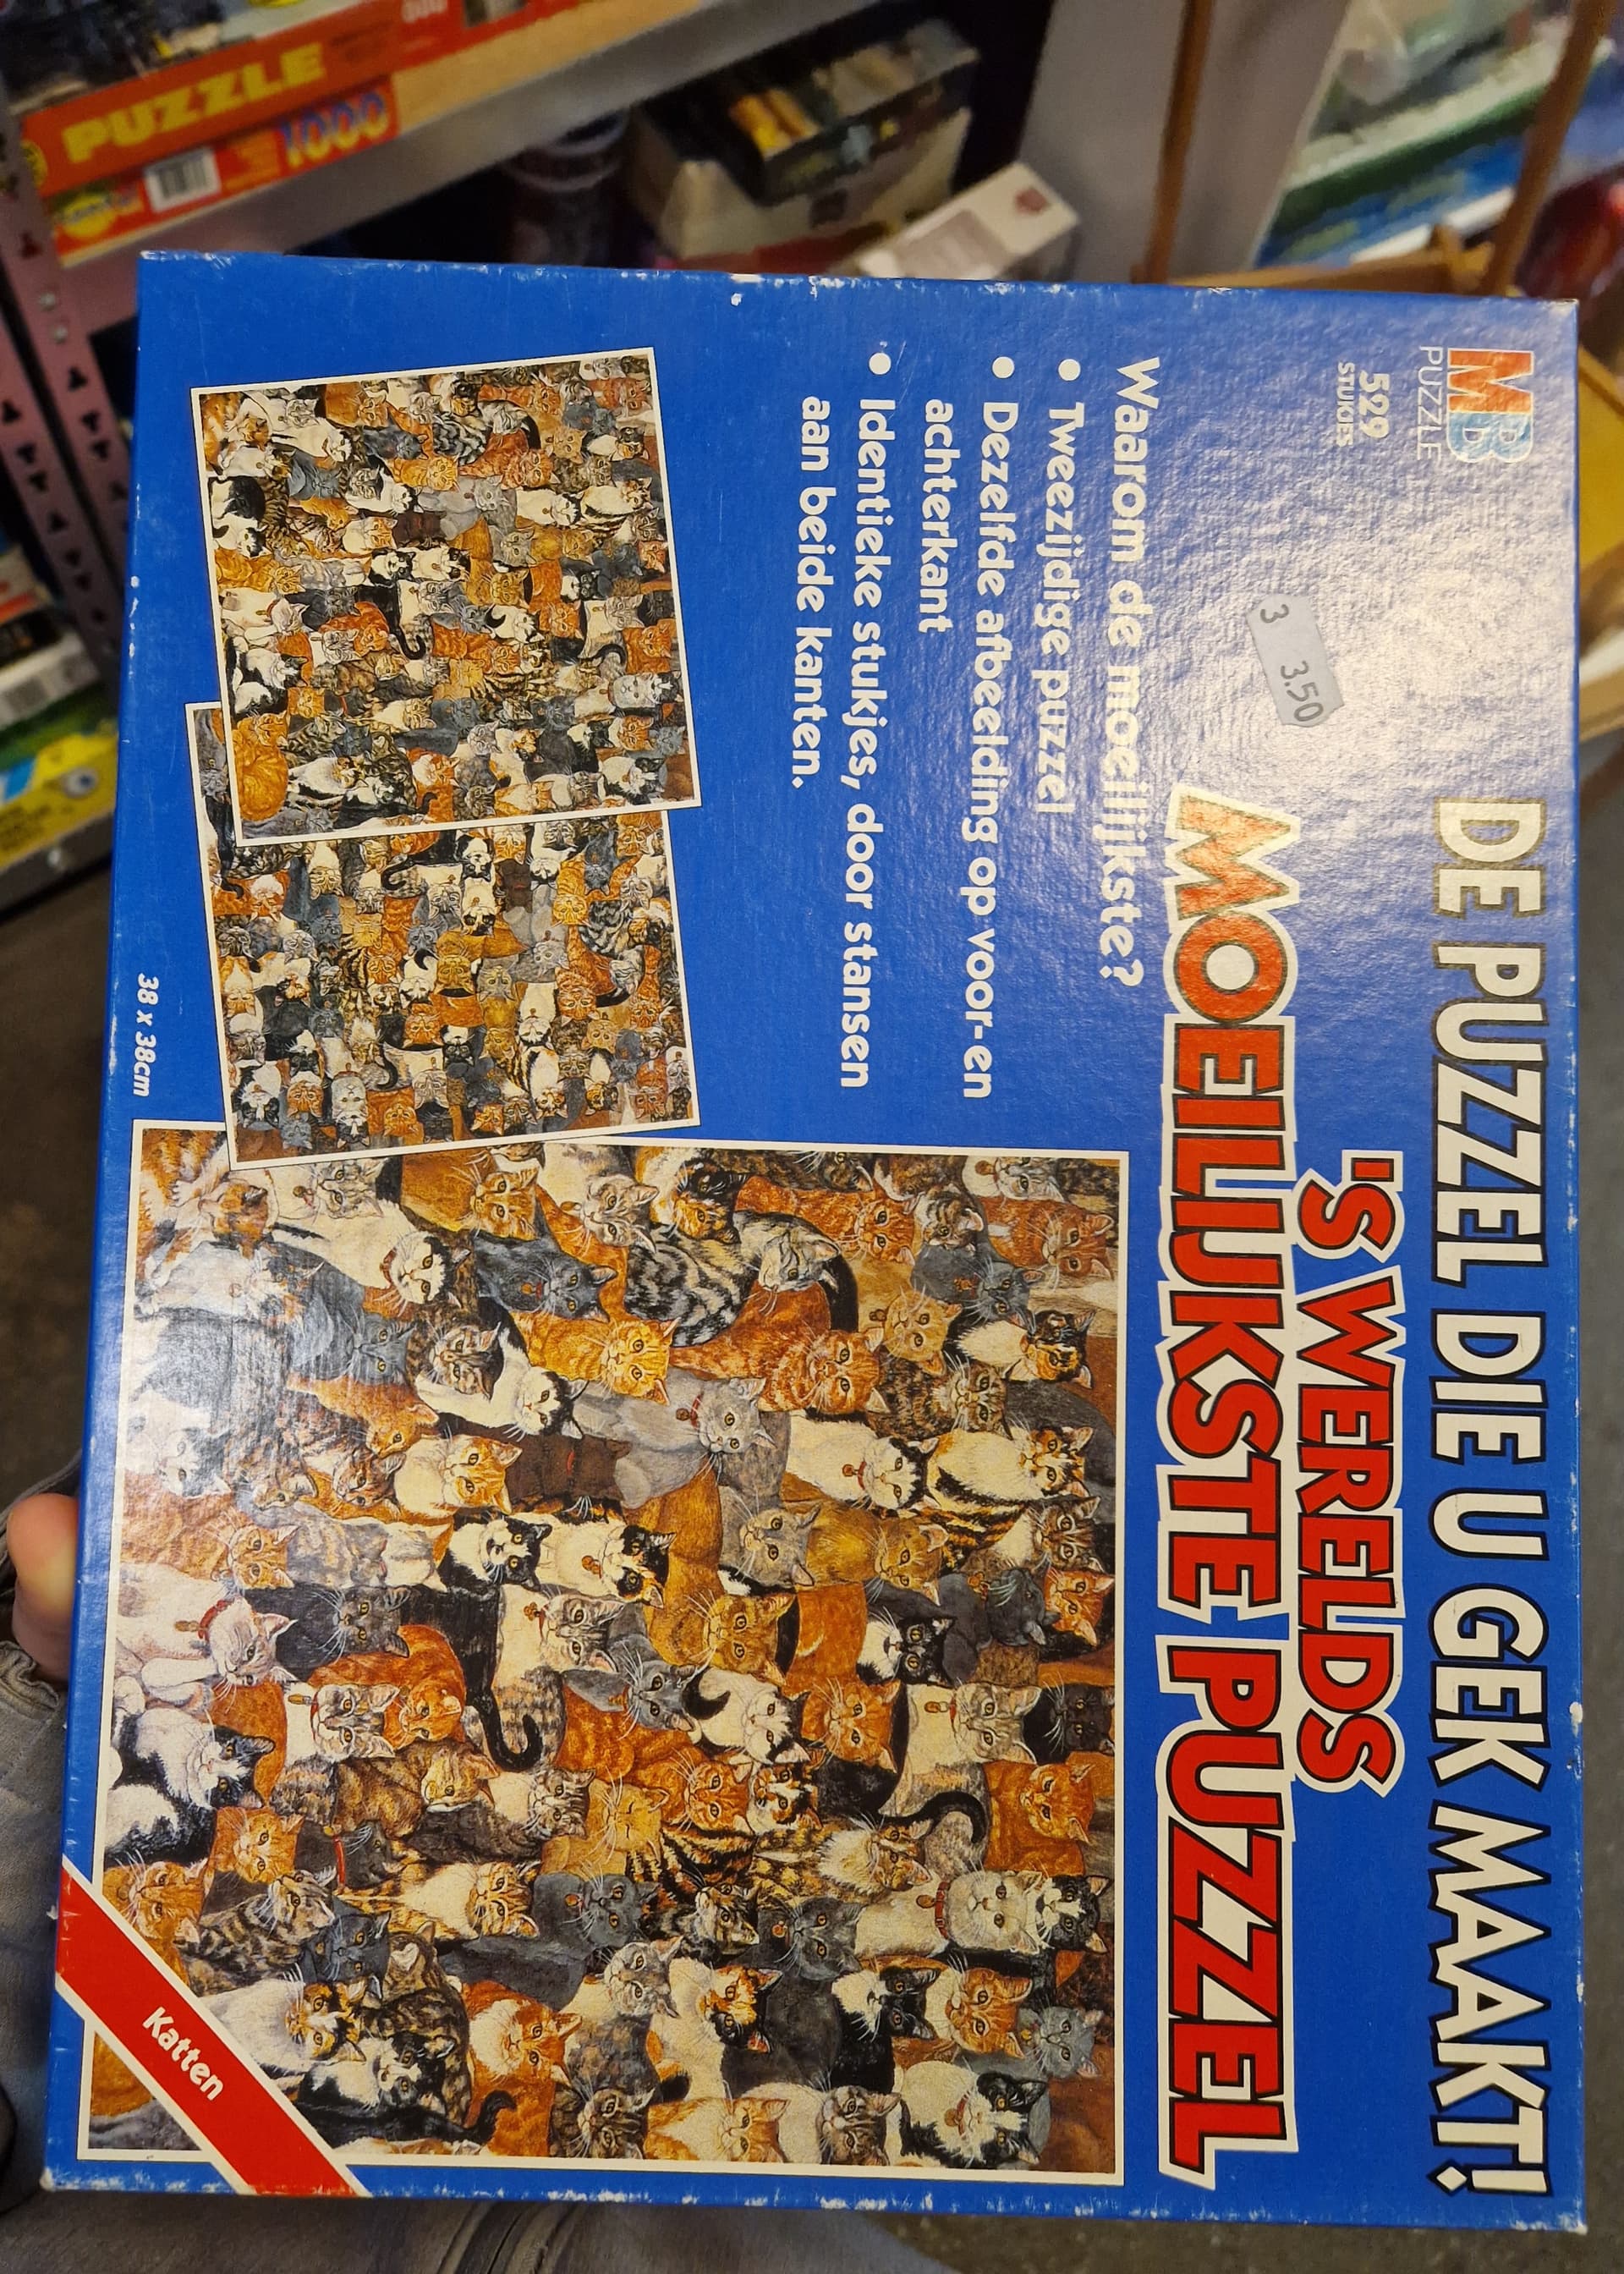 PUZZLE
1000
MB
PUZZLE
529
STUKJES
3
3.50
DE PUZZEL DIE U GEK MAAKT!
'S WERELDS
MOEILIJKSTE PUZZEL
Waarom de moeilijkste?
• Tweezijdige puzzel
• Dezelfde afbeelding op voor-en
achterkant
• Identieke stukjes, door stansen
aan beide kanten.
38 x 38cm
Katten